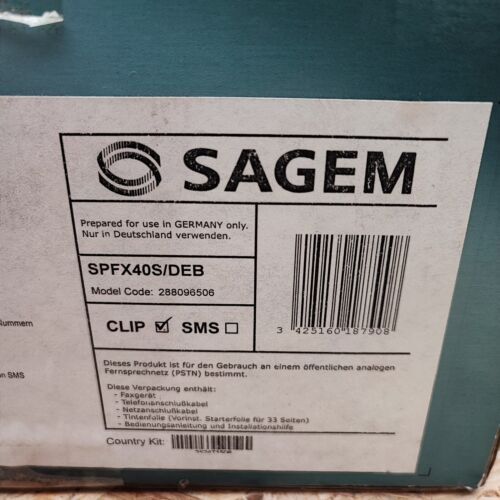 SAGEM
Prepared for use in GERMANY only.
Nur in Deutschland verwenden.
SPFX40S/DEB
Model Code: 288096506
CLIP SMS
3 425160 187908
Nummern
SMS
Dieses Produkt ist für den Gebrauch an einem öffentlichen analogen
Fernsprechnetz (PSTN) bestimmt.
Diese Verpackung enthält:
- Faxgerät
- Telefonanschlußkabel
- Netzanschlußkabel
- Tintenfolie (Vorinst. Starterfolie für 33 Seiten)
- Bedienungsanleitung und Installationshilfe
Country Kit: